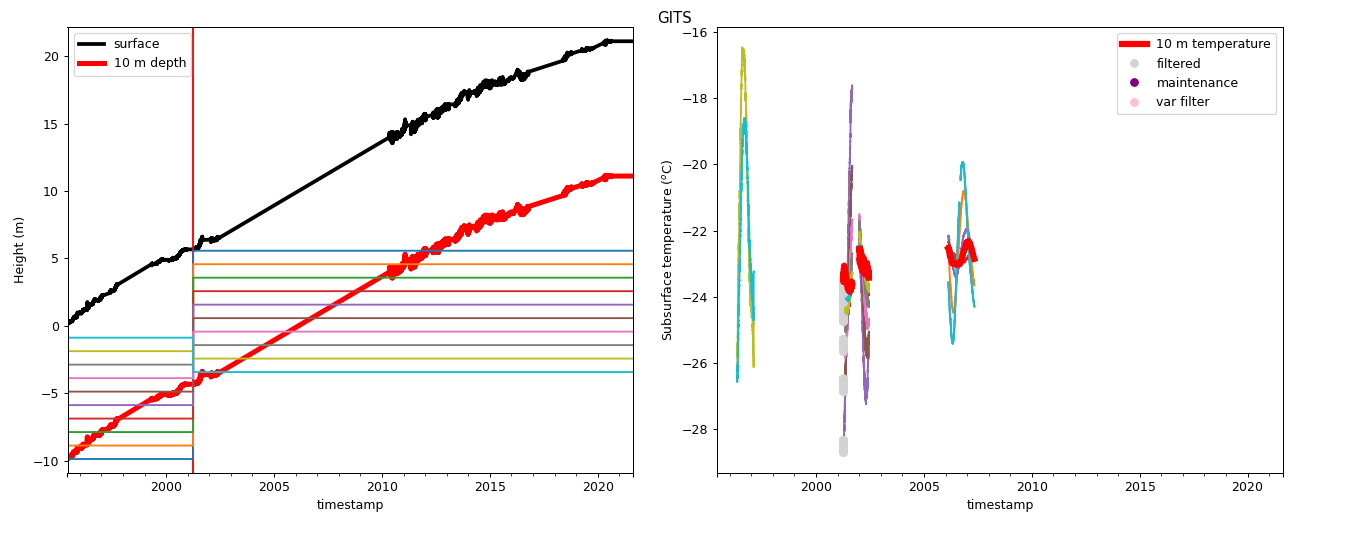 GITS
surface
10 m depth
Height (m)
20
15
10
5
0
−5
−10
2000
2005
2010
2015
2020
timestamp
10 m temperature
filtered
maintenance
var filter
Subsurface temperature (°C)
−16
−18
−20
−22
−24
−26
−28
2000
2005
2010
2015
2020
timestamp